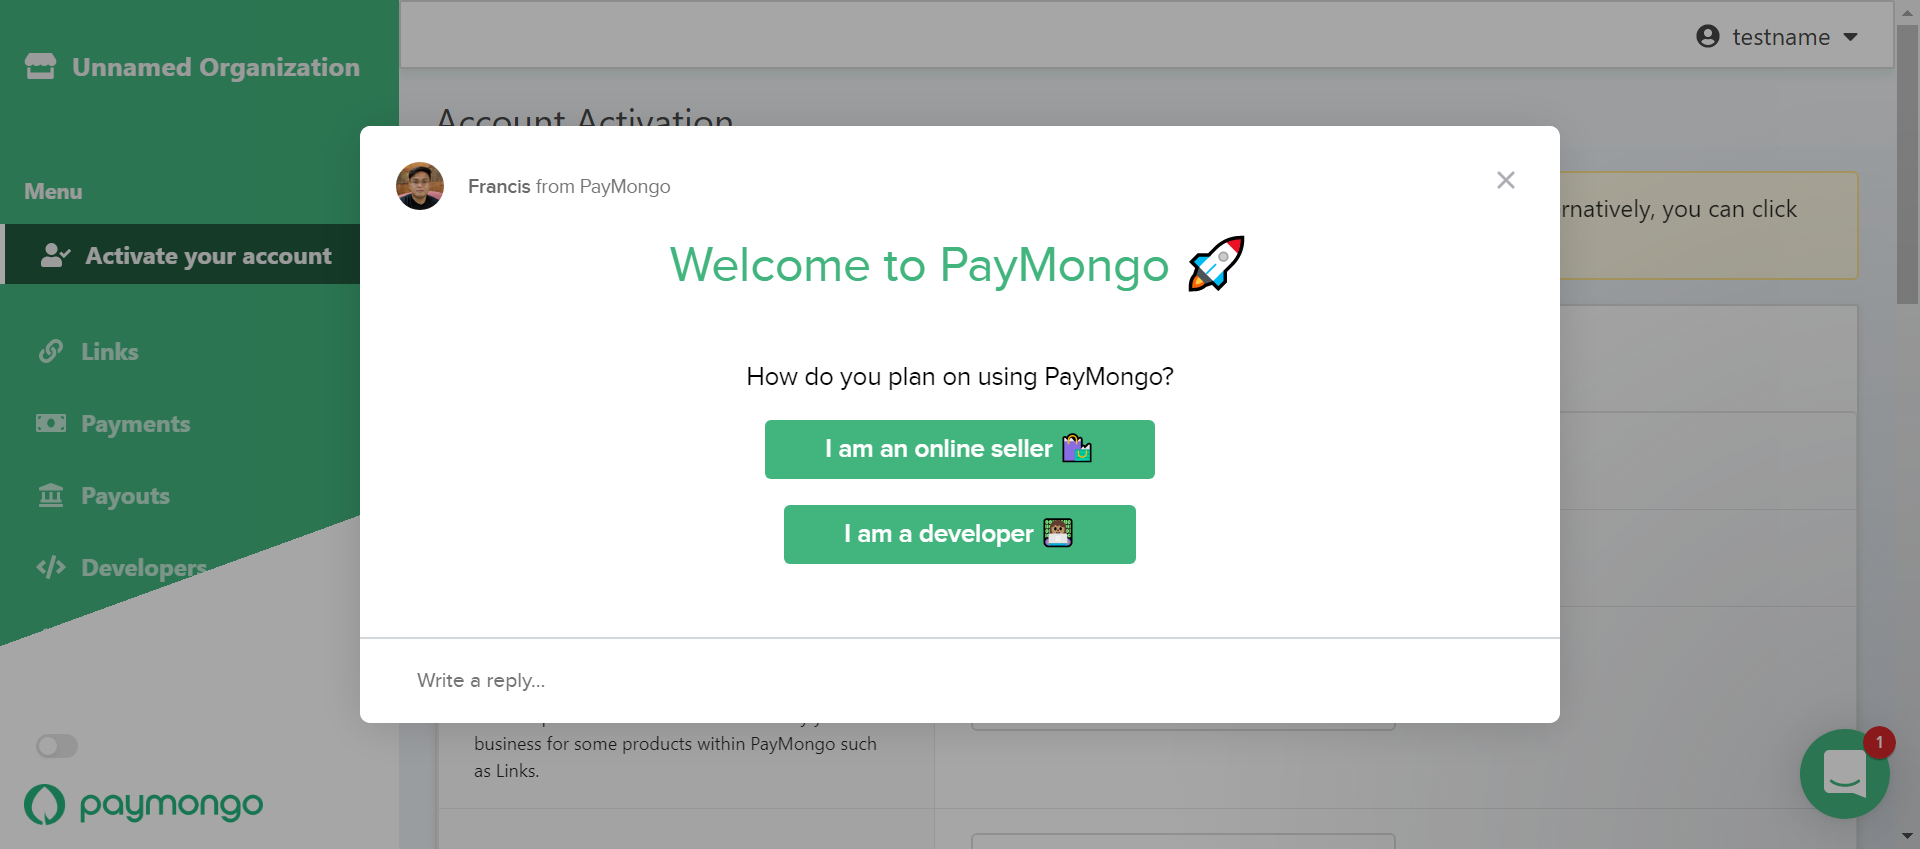 Unnamed Organization
testname
Account Activation
Menu
Activate your account
Links
Payments
Payouts
Developers
paymongo
rnatively, you can click
Francis from PayMongo
Welcome to PayMongo 🚀
How do you plan on using PayMongo?
I am an online seller 🛍️
I am a developer 👨🏽‍💻
Write a reply...
business for some products within PayMongo such
as Links.
1